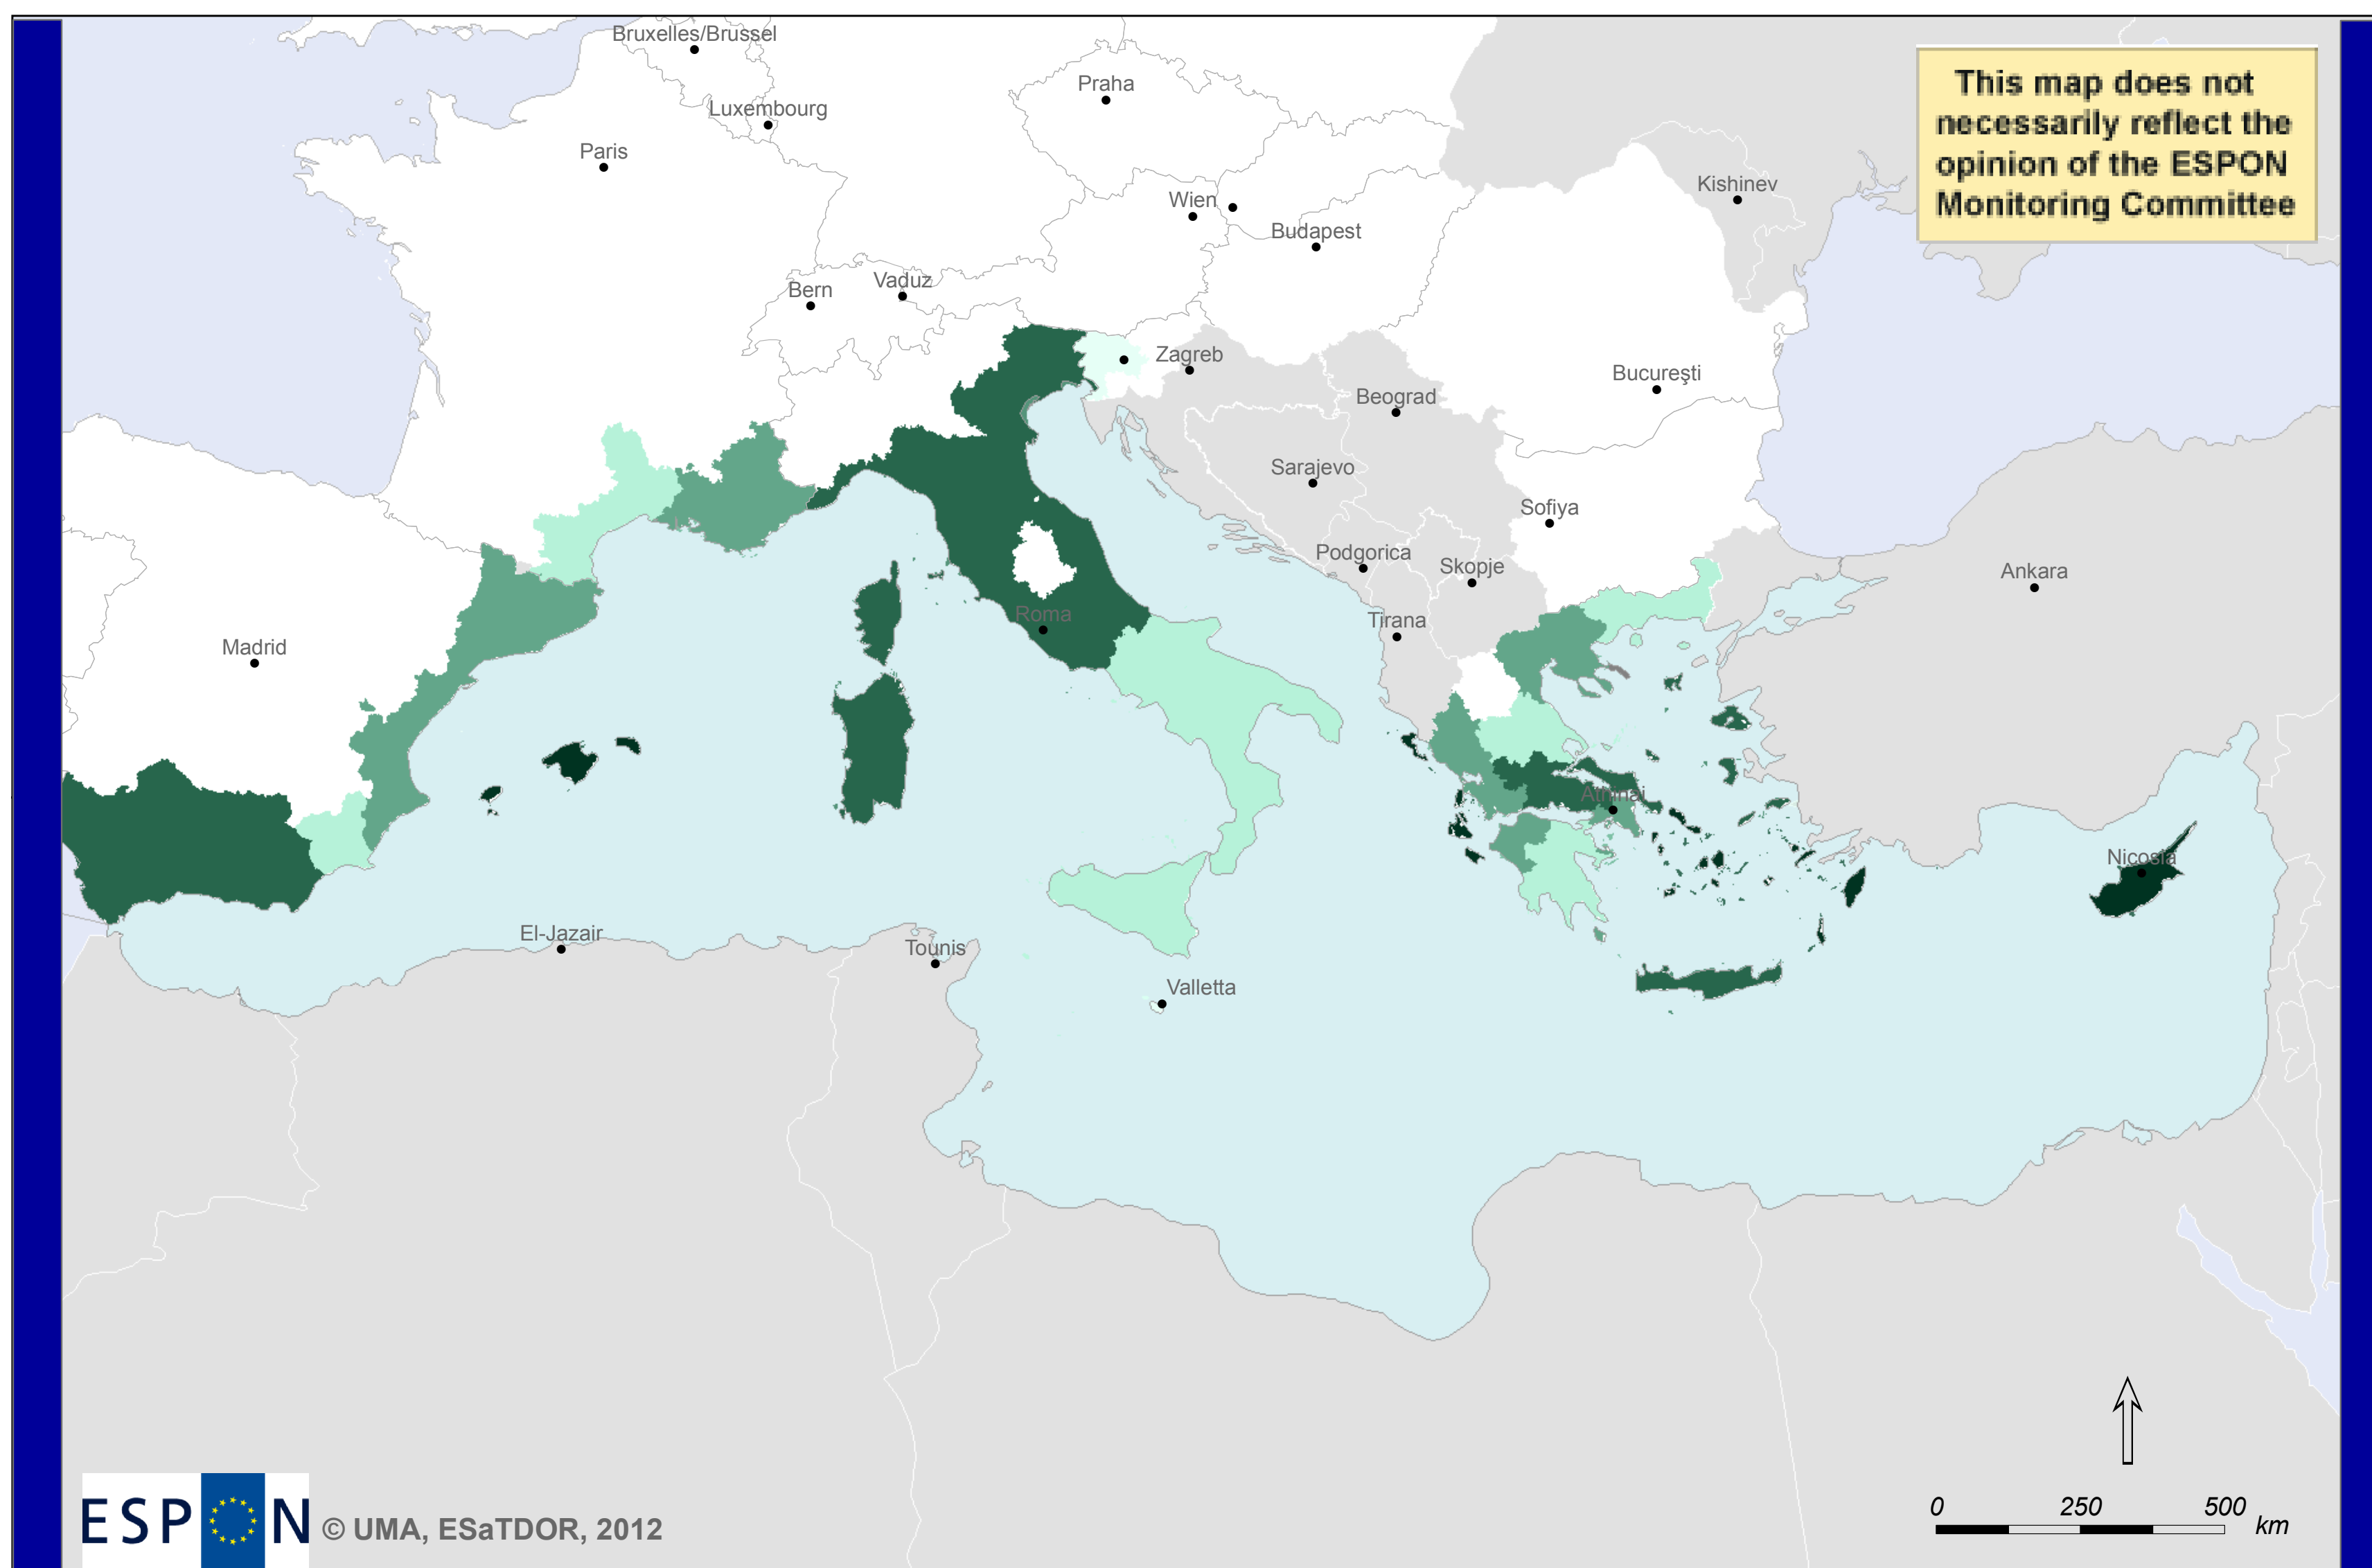 Bruxelles/Brussel
Praha
Luxembourg
Paris
This map does not
necessarily reflect the
opinion of the ESPON
Monitoring Committee
Kishinev
Wien
Budapest
Bern
Vaduz
Zagreb
Beograd
Bucureşti
Sarajevo
Sofiya
Podgorica
Skopje
Ankara
Roma
Tirana
Madrid
Athinai
Nicosia
El-Jazair
Tounis
Valletta
0 250 500
km
ESPON
© UMA, ESaTDOR, 2012